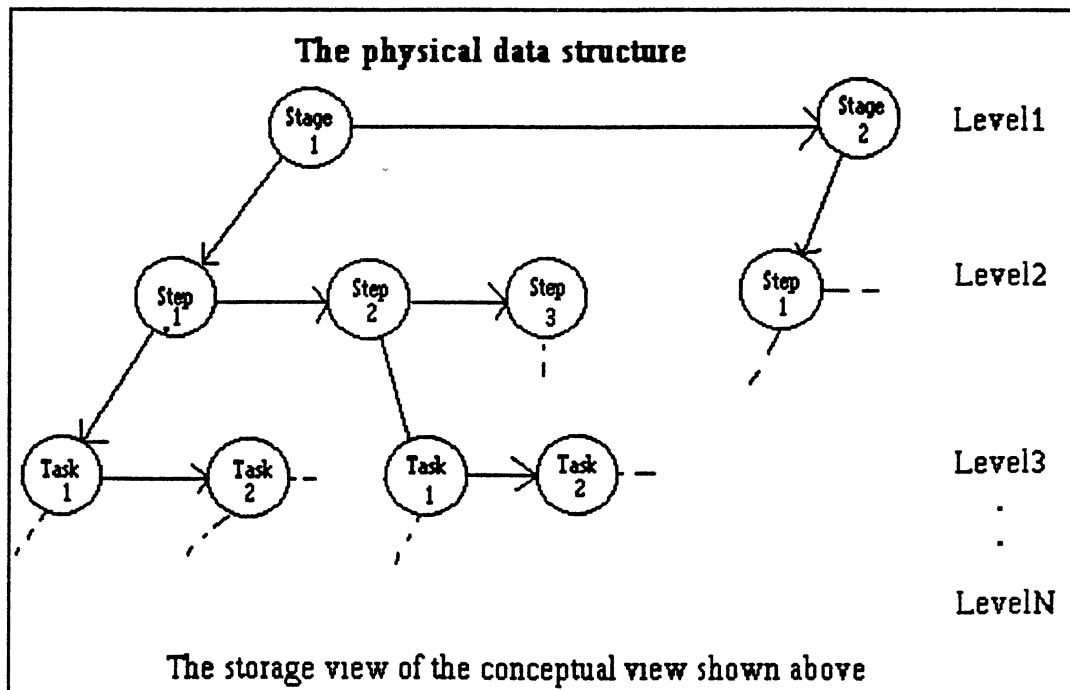 The physical data structure
Stage
1
Stage
2
Level1
Step
1
Step
2
Step
3
Step
1
Level2
Task
1
Task
2
Task
1
Task
2
Level3
.
.
LevelN
The storage view of the conceptual view shown above